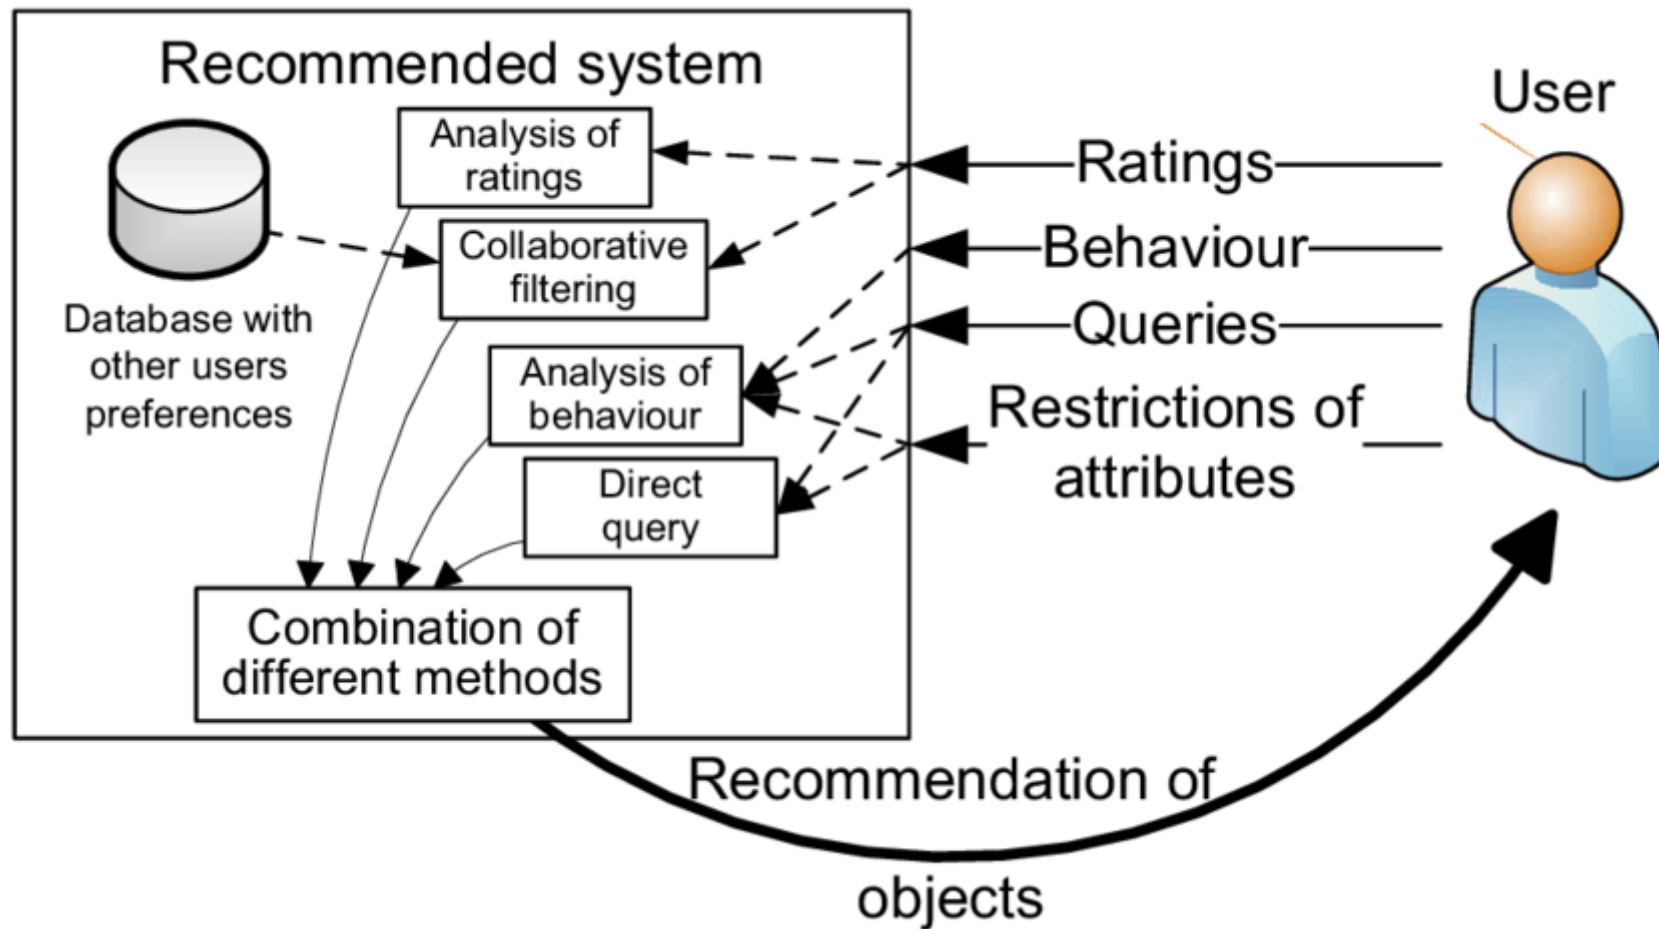 Recommended system
User
Analysis of
ratings
Ratings
Collaborative
filtering
Behaviour
Database with
other users
preferences
Queries
Analysis of
behaviour
Restrictions of
attributes
Direct
query
Combination of
different methods
Recommendation of
objects